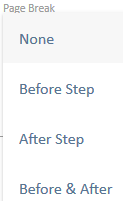 Page Break
None
Before Step
After Step
Before & After